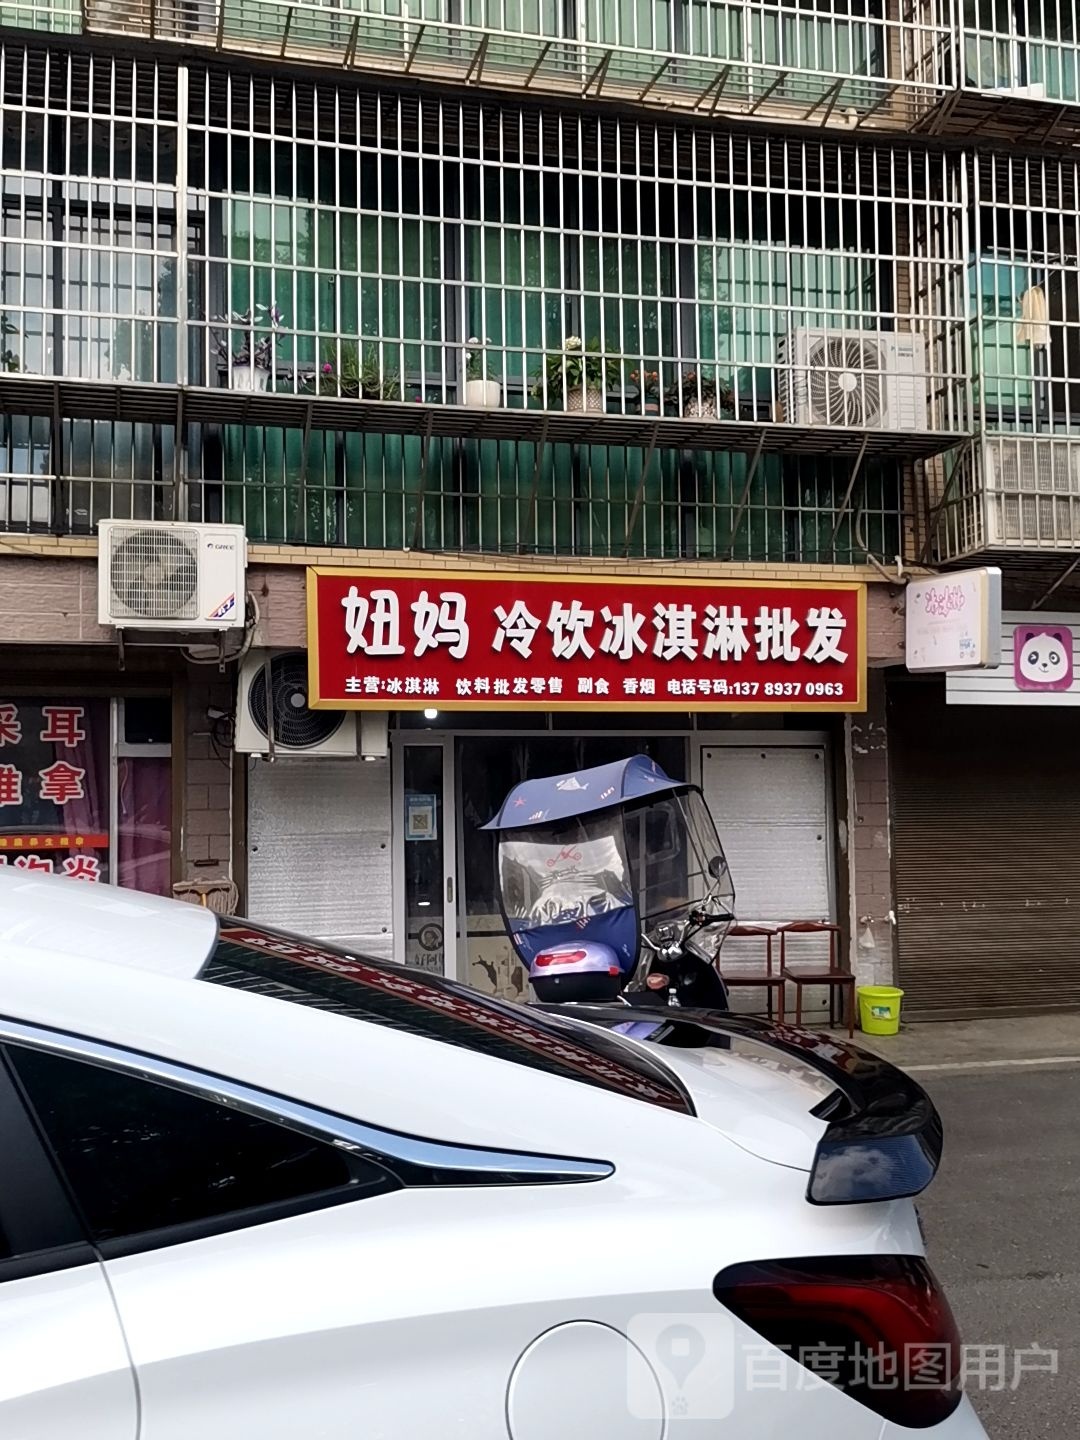 GREE
妞妈 冷饮冰淇淋批发
主营:冰淇淋 饮料批发零售 副食 香烟 电话号码:137 8937 0963
采耳
推拿
百度地图用户